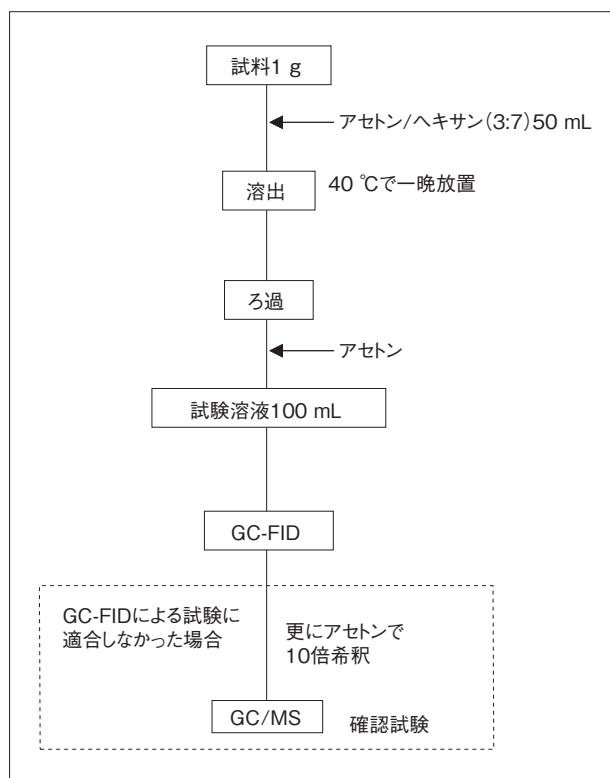 試料1 g
アセトン/ヘキサン(3:7)50 mL
溶出
40 ℃で一晩放置
ろ過
アセトン
試験溶液100 mL
GC-FID
GC-FIDによる試験に
適合しなかった場合
更にアセトンで
10倍希釈
GC/MS
確認試験